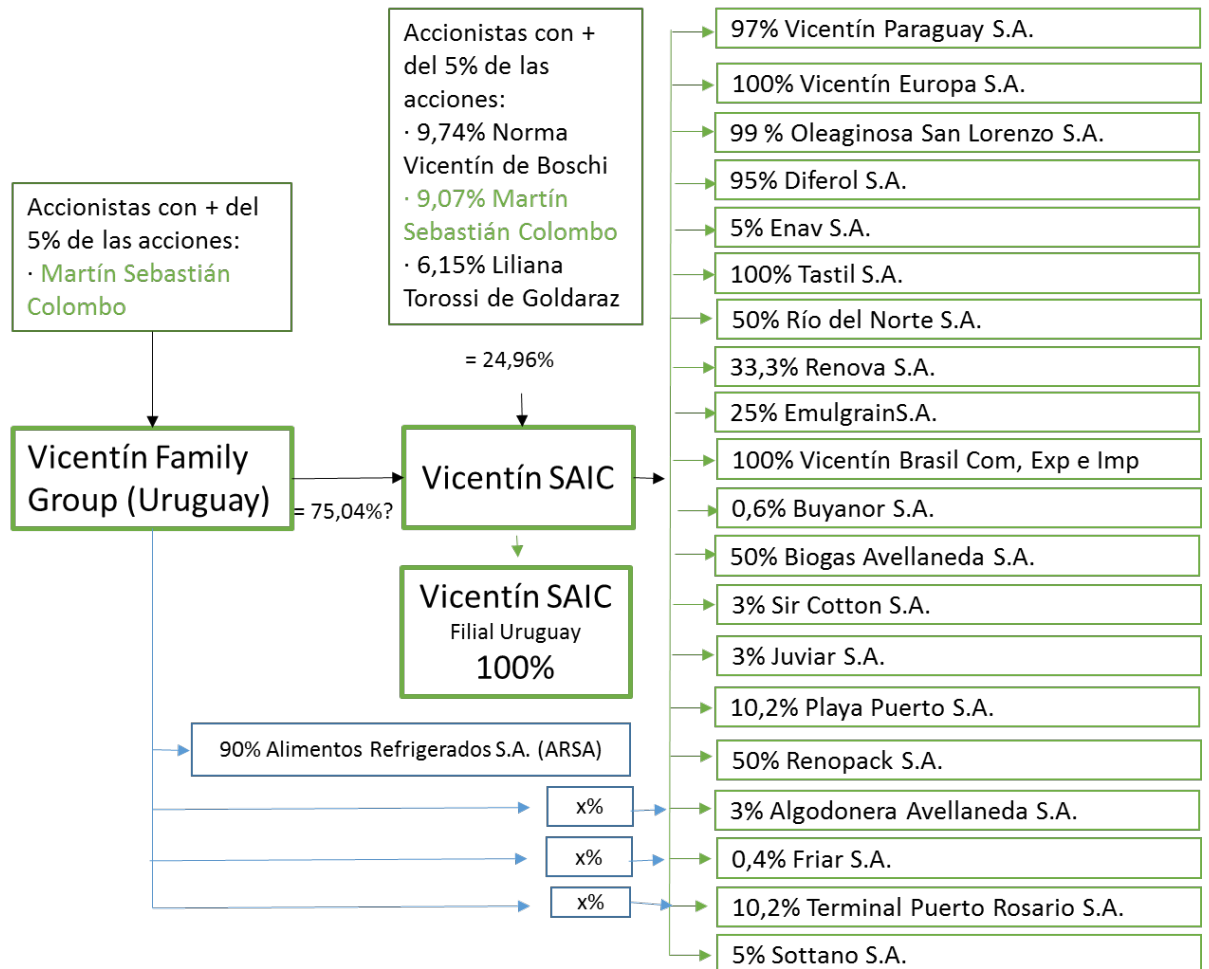 Accionistas con + del
5% de las acciones:
· Martín Sebastián
Colombo
Accionistas con +
del 5% de las
acciones:
· 9,74% Norma
Vicentín de Boschi
· 9,07% Martín
Sebastián Colombo
· 6,15% Liliana
Torossi de Goldaraz
= 24,96%
Vicentín Family
Group (Uruguay)
= 75,04%?
Vicentín SAIC
Vicentín SAIC
Filial Uruguay
100%
90% Alimentos Refrigerados S.A. (ARSA)
x%
x%
x%
97% Vicentín Paraguay S.A.
100% Vicentín Europa S.A.
99 % Oleaginosa San Lorenzo S.A.
95% Diferol S.A.
5% Enav S.A.
100% Tastil S.A.
50% Río del Norte S.A.
33,3% Renova S.A.
25% EmulgrainS.A.
100% Vicentín Brasil Com, Exp e Imp
0,6% Buyanor S.A.
50% Biogas Avellaneda S.A.
3% Sir Cotton S.A.
3% Juviar S.A.
10,2% Playa Puerto S.A.
50% Renopack S.A.
3% Algodonera Avellaneda S.A.
0,4% Friar S.A.
10,2% Terminal Puerto Rosario S.A.
5% Sottano S.A.